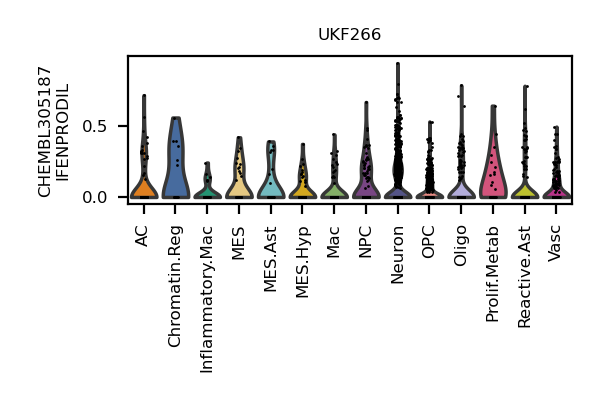 UKF266
CHEMBL305187
IFENPRODIL
0.5
0.0
AC
Chromatin.Reg
Inflammatory.Mac
MES
MES.Ast
MES.Hyp
Mac
NPC
Neuron
OPC
Oligo
Prolif.Metab
Reactive.Ast
Vasc